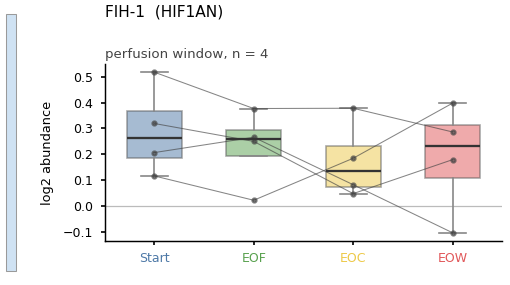 FIH-1 (HIF1AN)
perfusion window, n = 4
log2 abundance
0.5
0.4
0.3
0.2
0.1
0.0
−0.1
Start EOF EOC EOW